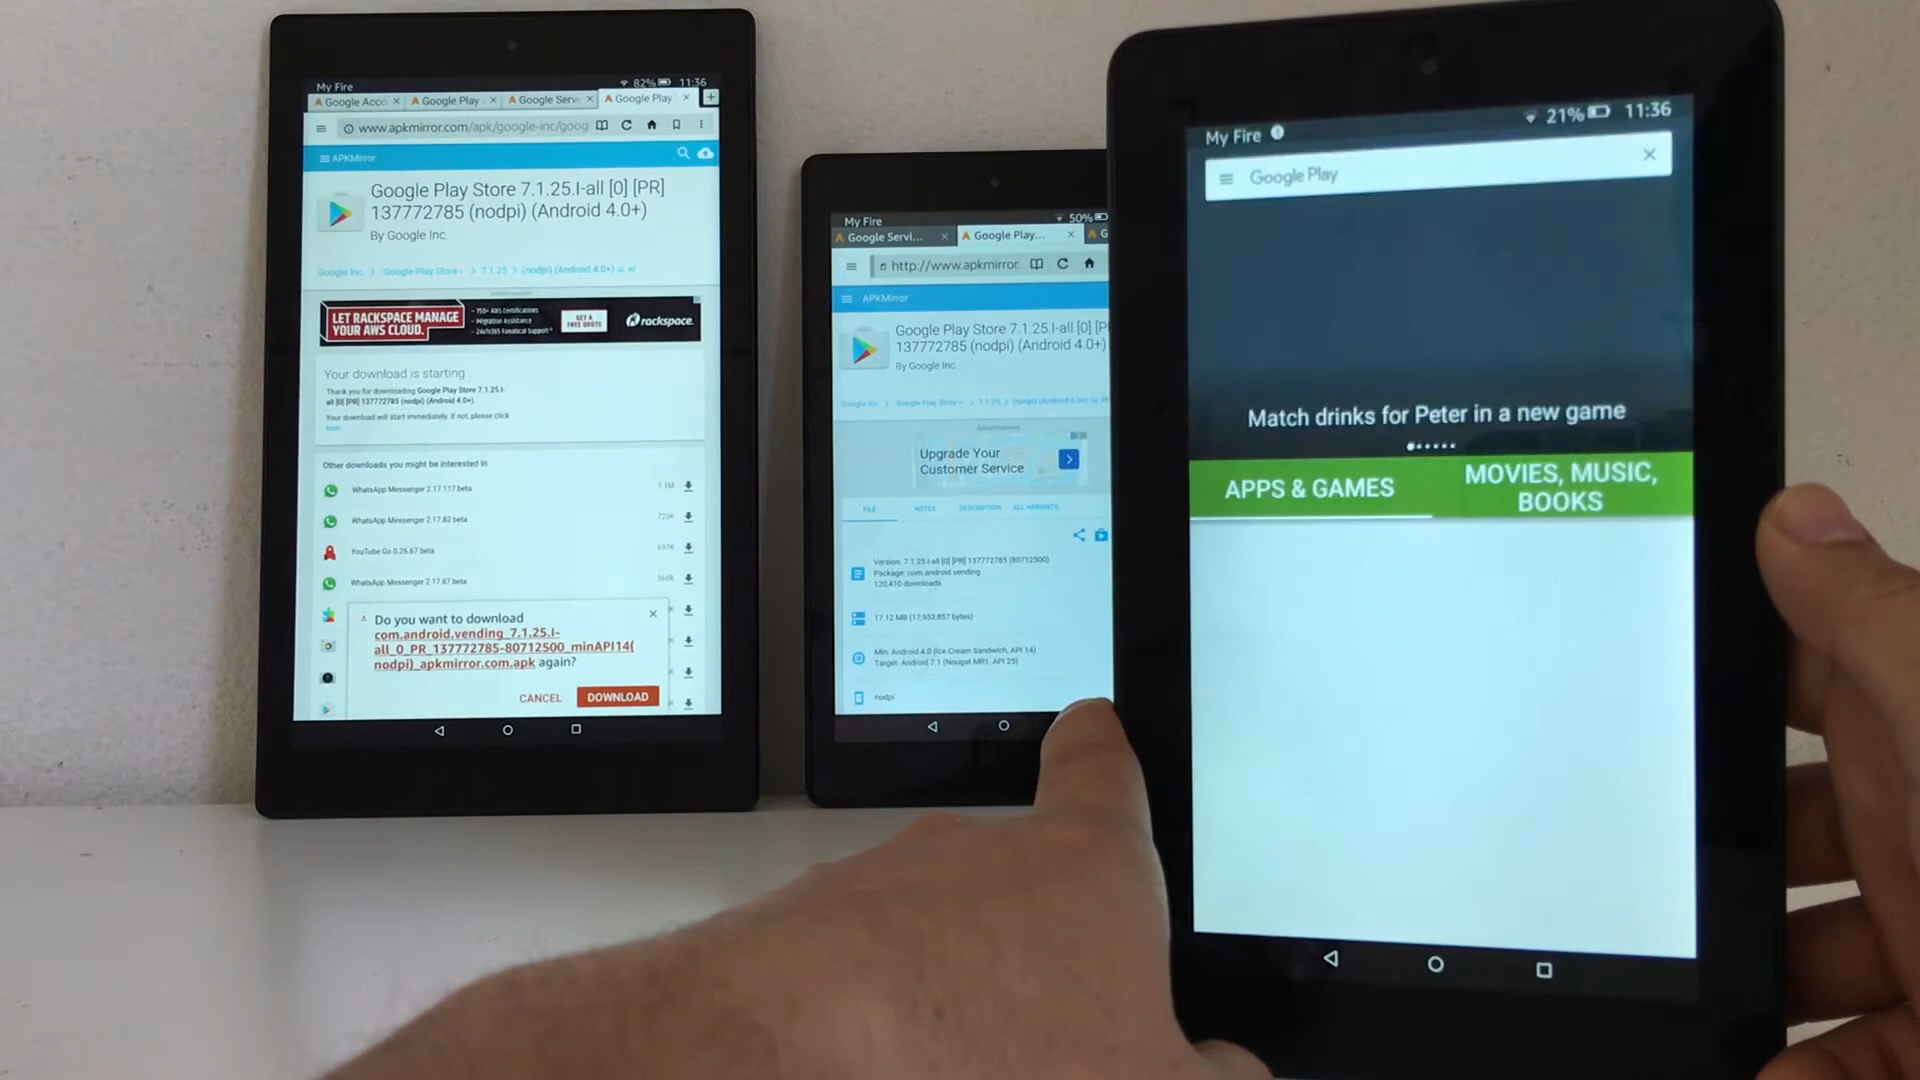 My Fire 82% 11:36
Google Acco Google Play Google Serv Google Play
www.apkmirror.com/apk/google-inc/goog
APKMirror
Google Play Store 7.1.25.I-all [0] [PR]
137772785 (nodpi) (Android 4.0+)
By Google Inc.
Google Inc. > Google Play Store > 7.1.25 > (nodpi) (Android 4.0+)
LET RACKSPACE MANAGE
YOUR AWS CLOUD.
- 750+ AWS Certifications
- Migration Assistance
- 24x7x365 Fanatical Support
GET A
FREE QUOTE
rackspace.
Your download is starting
Thank you for downloading Google Play Store 7.1.25.I-
all [0] [PR] 137772785 (nodpi) (Android 4.0+).
Your download will start immediately. If not, please click
here.
Other downloads you might be interested in
WhatsApp Messenger 2.17.117 beta 1.1M
WhatsApp Messenger 2.17.82 beta 723K
YouTube Go 0.26.67 beta 697K
WhatsApp Messenger 2.17.87 beta 566K
Do you want to download
com.android.vending_7.1.25.I-
all_0_PR_137772785-80712500_minAPI14(
nodpi)_apkmirror.com.apk again?
CANCEL DOWNLOAD
My Fire 50%
Google Servi... Google Play... G
http://www.apkmirror.
APKMirror
Google Play Store 7.1.25.I-all [0] [P
137772785 (nodpi) (Android 4.0+)
By Google Inc.
Google Inc. > Google Play Store > 7.1.25 > (nodpi) (Android 4.0+)
Advertisement
Upgrade Your
Customer Service
FILE NOTES DESCRIPTION ALL VARIANTS
Version: 7.1.25.I-all [0] [PR] 137772785 (80712500)
Package: com.android.vending
120,410 downloads
17.12 MB (17,953,857 bytes)
Min: Android 4.0 (Ice Cream Sandwich, API 14)
Target: Android 7.1 (Nougat MR1, API 25)
nodpi
My Fire 21% 11:36
Google Play
Match drinks for Peter in a new game
APPS & GAMES
MOVIES, MUSIC,
BOOKS